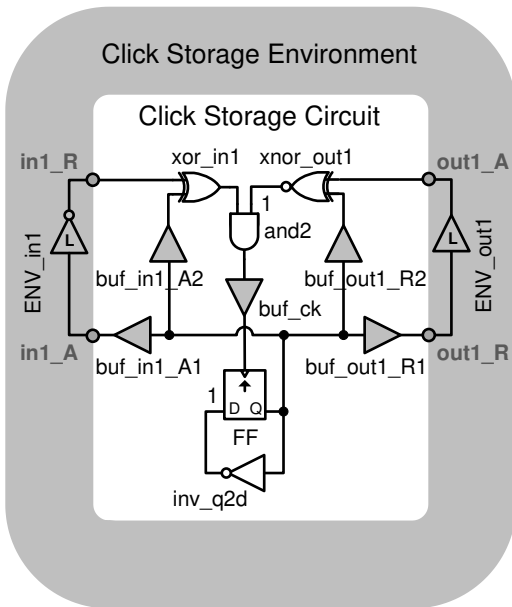 Click Storage Environment
Click Storage Circuit
in1_R
xor_in1
xnor_out1
out1_A
1
and2
L
L
ENV_in1
ENV_out1
buf_in1_A2
buf_out1_R2
buf_ck
in1_A
buf_in1_A1
buf_out1_R1
out1_R
1
D
Q
FF
inv_q2d